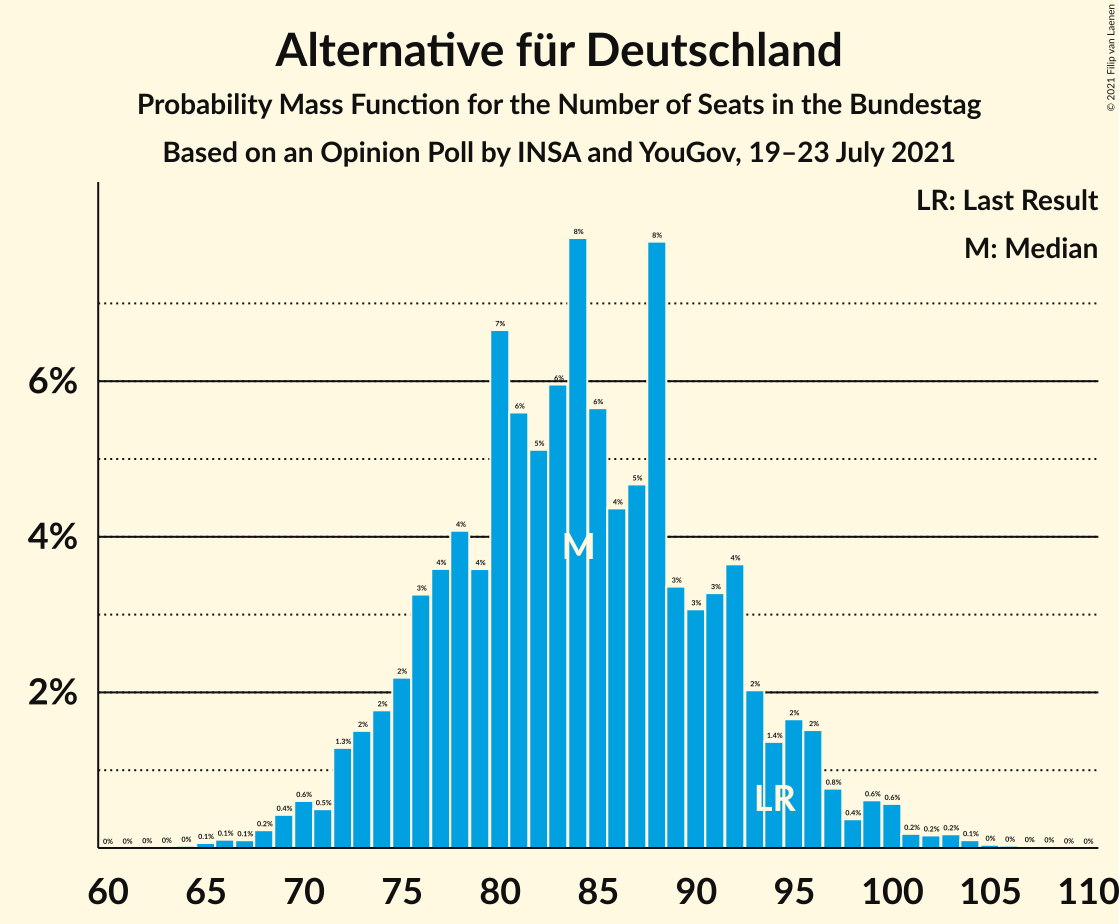 © 2021 Filip van Laenen
Alternative für Deutschland
Probability Mass Function for the Number of Seats in the Bundestag
Based on an Opinion Poll by INSA and YouGov, 19–23 July 2021
LR: Last Result
M: Median
6%
4%
2%
0% 0% 0% 0% 0% 0.1% 0.1% 0.1% 0.2% 0.4% 0.6% 0.5% 1.3% 2% 2% 2% 3% 4% 4% 4% 7% 6% 5% 6% 8% 6% 4% 5% 8% 3% 3% 3% 4% 2% 1.4% 2% 2% 0.8% 0.4% 0.6% 0.6% 0.2% 0.2% 0.2% 0.1% 0% 0% 0% 0% 0% 0%
M
LR
60 65 70 75 80 85 90 95 100 105 110